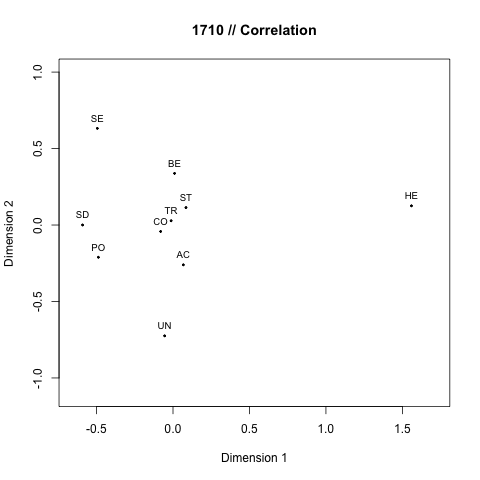 1710 // Correlation
Dimension 2
1.0
0.5
0.0
-0.5
-1.0
SE
BE
HE
ST
SD
TR
CO
PO
AC
UN
-0.5
0.0
0.5
1.0
1.5
Dimension 1